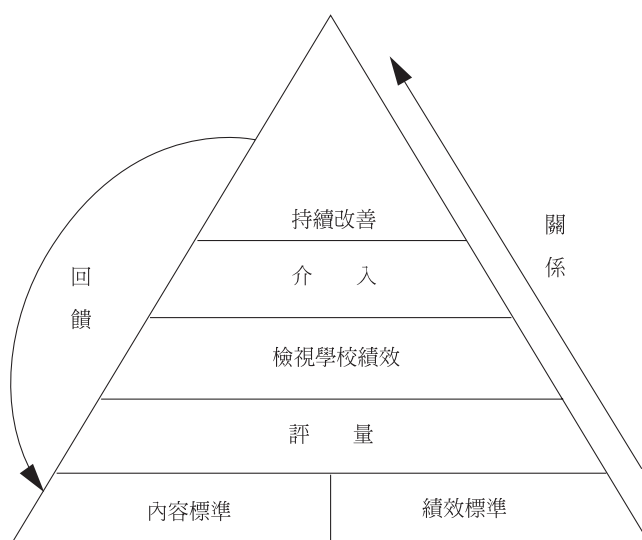 持續改善
關係
介入
回饋
檢視學校績效
評量
內容標準
績效標準